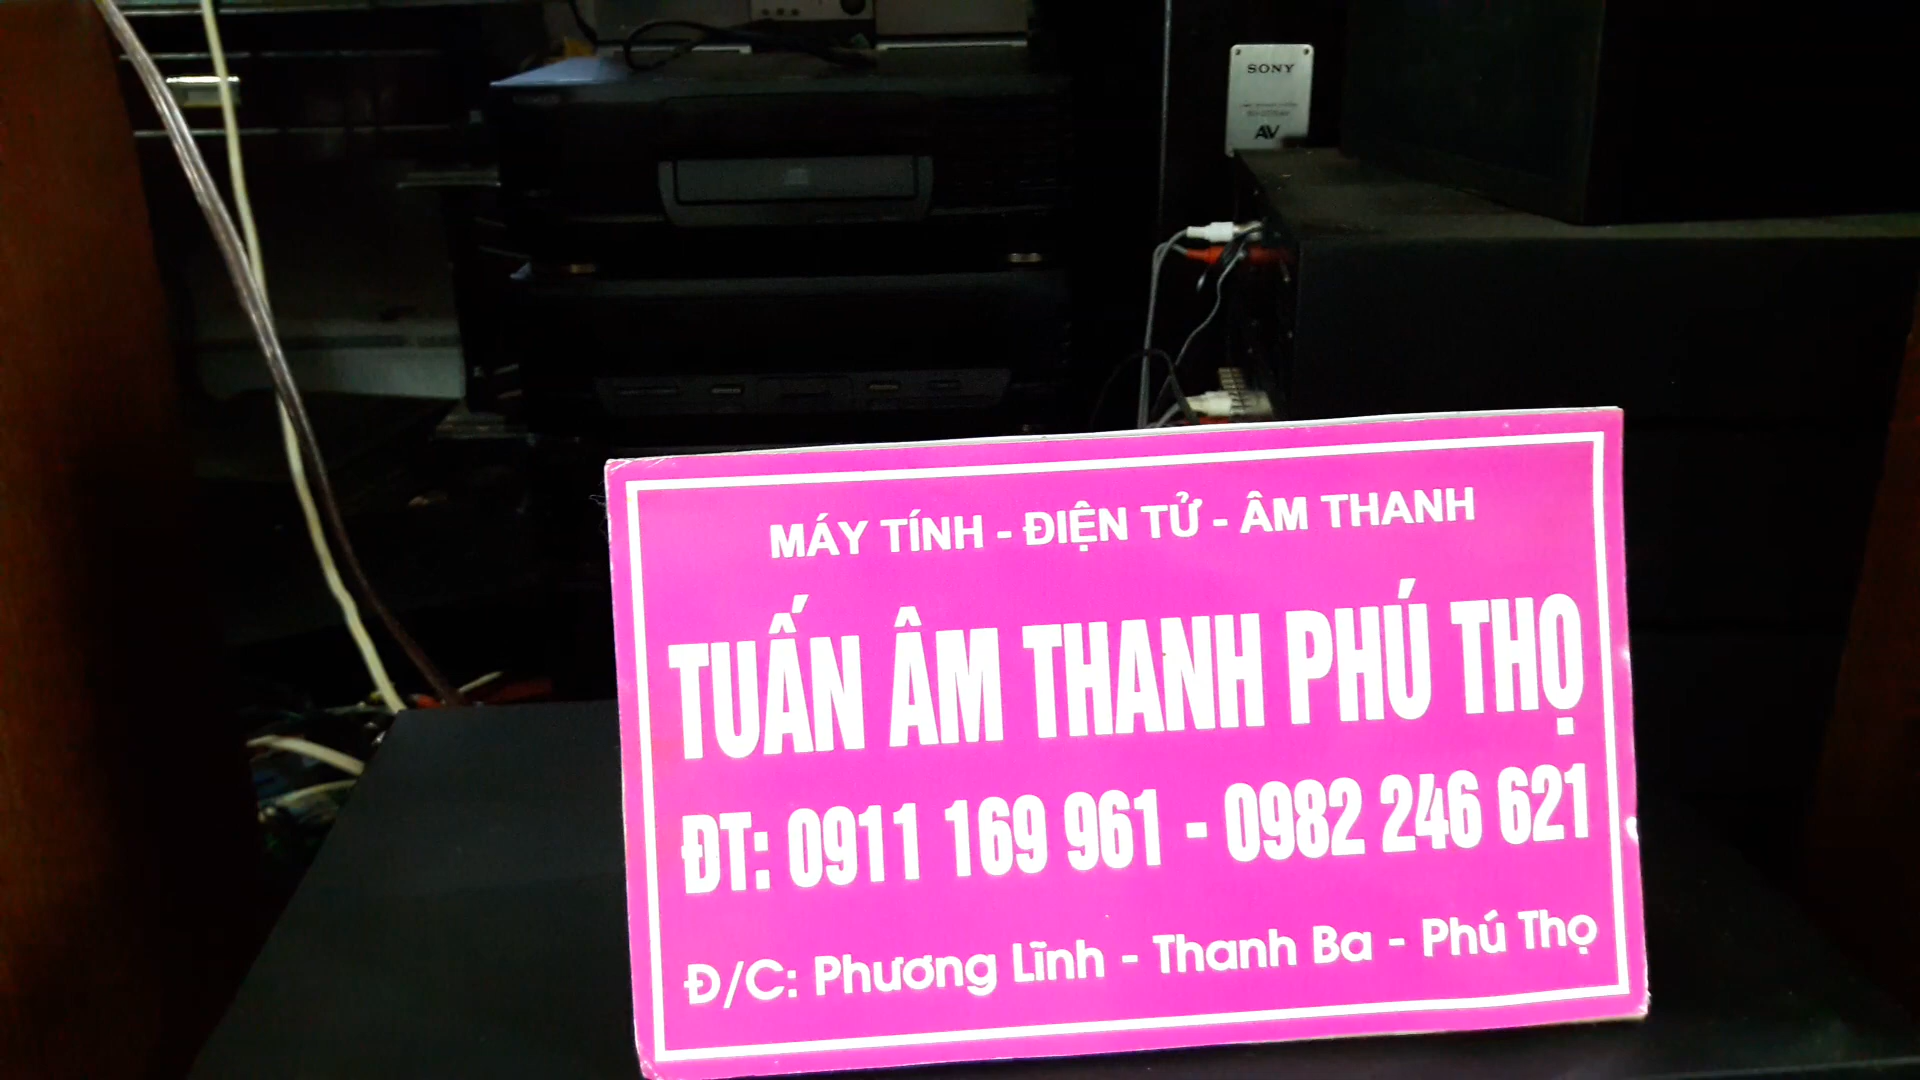 SONY
AV
MÁY TÍNH - ĐIỆN TỬ - ÂM THANH
TUẤN ÂM THANH PHÚ THỌ
ĐT: 0911 169 961 - 0982 246 621
Đ/C: Phương Lĩnh - Thanh Ba - Phú Thọ